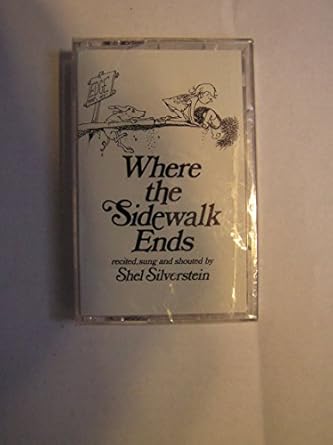 Where
the
Sidewalk
Ends
recited, sung and shouted by
Shel Silverstein